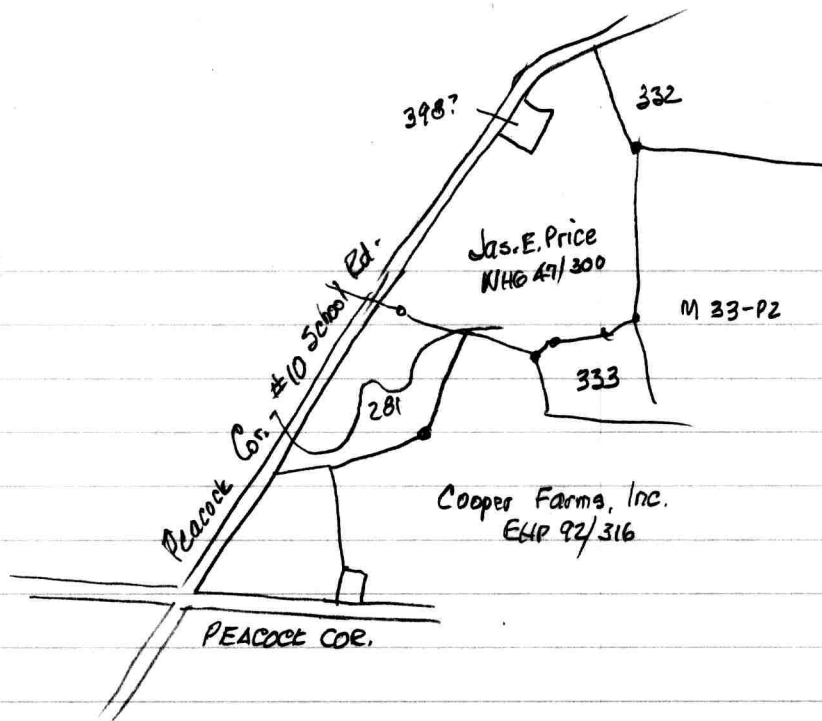 398?
332
Jas. E. Price
WHG 47/300
M 33-P2
333
281
Peacock Cor. #10 School Rd.
Cooper Farms, Inc.
EHP 92/316
PEACOCK COR.